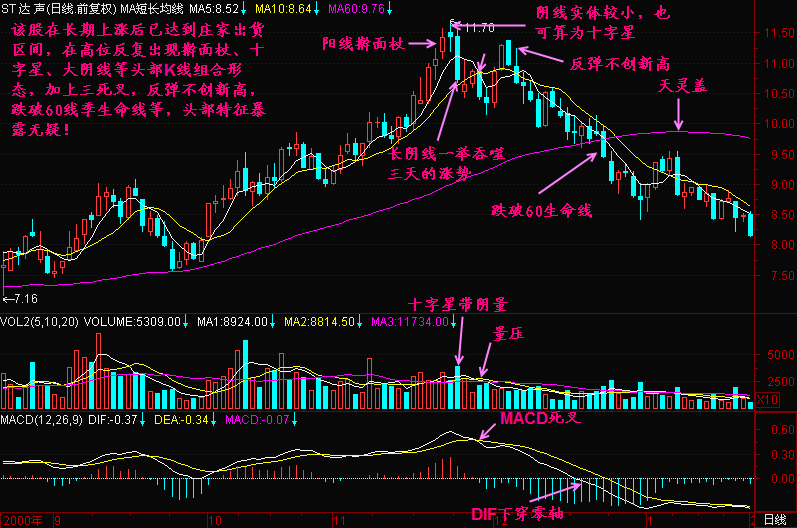 ST达声(日线.前复权) MA短长均线 MA5:8.52↓ MA10:8.64↓ MA60:9.76↓
该股在长期上涨后已达到庄家出货
区间，在高位反复出现擀面杖、十
字星、大阴线等头部K线组合形
态，加上三死叉，反弹不创新高，
跌破60线季生命线等，头部特征暴
露无疑！
阳线擀面杖
11.70
阴线实体较小，也
可算为十字星
反弹不创新高
天灵盖
长阴线一举吞噬
三天的涨势
跌破60生命线
←7.16
11.50
11.00
10.50
10.00
9.50
9.00
8.50
8.00
7.50
十字星带阴量
VOL2(5,10,20) VOLUME:5309.00↓ MA1:8924.00↓ MA2:8814.50↓ MA3:11734.00↓
量压
5000
2500
X10
MACD(12,26,9) DIF:-0.37↓ DEA:-0.34↓ MACD:-0.07↓
MACD死叉
DIF下穿零轴
0.60
0.30
0.00
2000年 9 10 11 12 1 2 日线